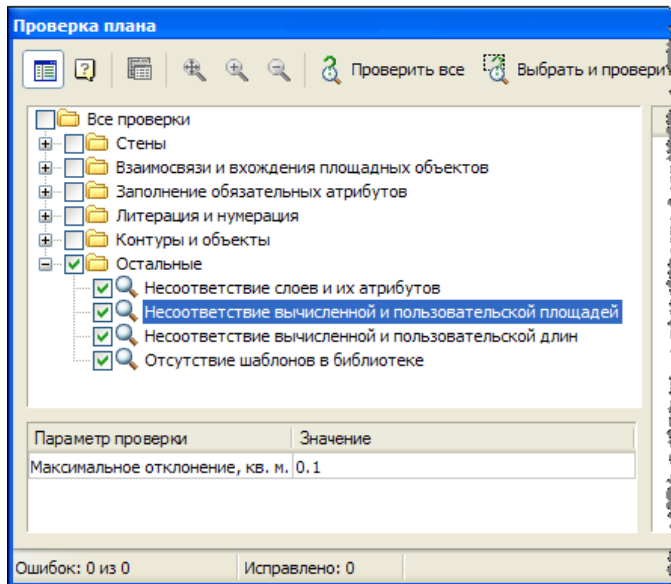 Проверка плана
Проверить все Выбрать и проверит
Все проверки
Стены
Взаимосвязи и вхождения площадных объектов
Заполнение обязательных атрибутов
Литерация и нумерация
Контуры и объекты
Остальные
Несоответствие слоев и их атрибутов
Несоответствие вычисленной и пользовательской площадей
Несоответствие вычисленной и пользовательской длин
Отсутствие шаблонов в библиотеке
Параметр проверки Значение
Максимальное отклонение, кв. м. 0.1
Ошибок: 0 из 0 Исправлено: 0